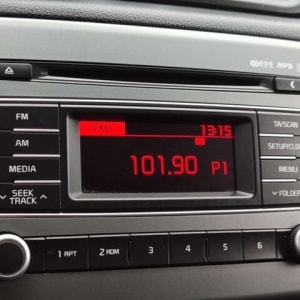 FM
AM
MEDIA
SEEK
TRACK
FM1
13:15
101.90 P1
TA/SCAN
SETUP/CLO
MENU
FOLDER
1 RPT
2 RDM
3
4
5
6